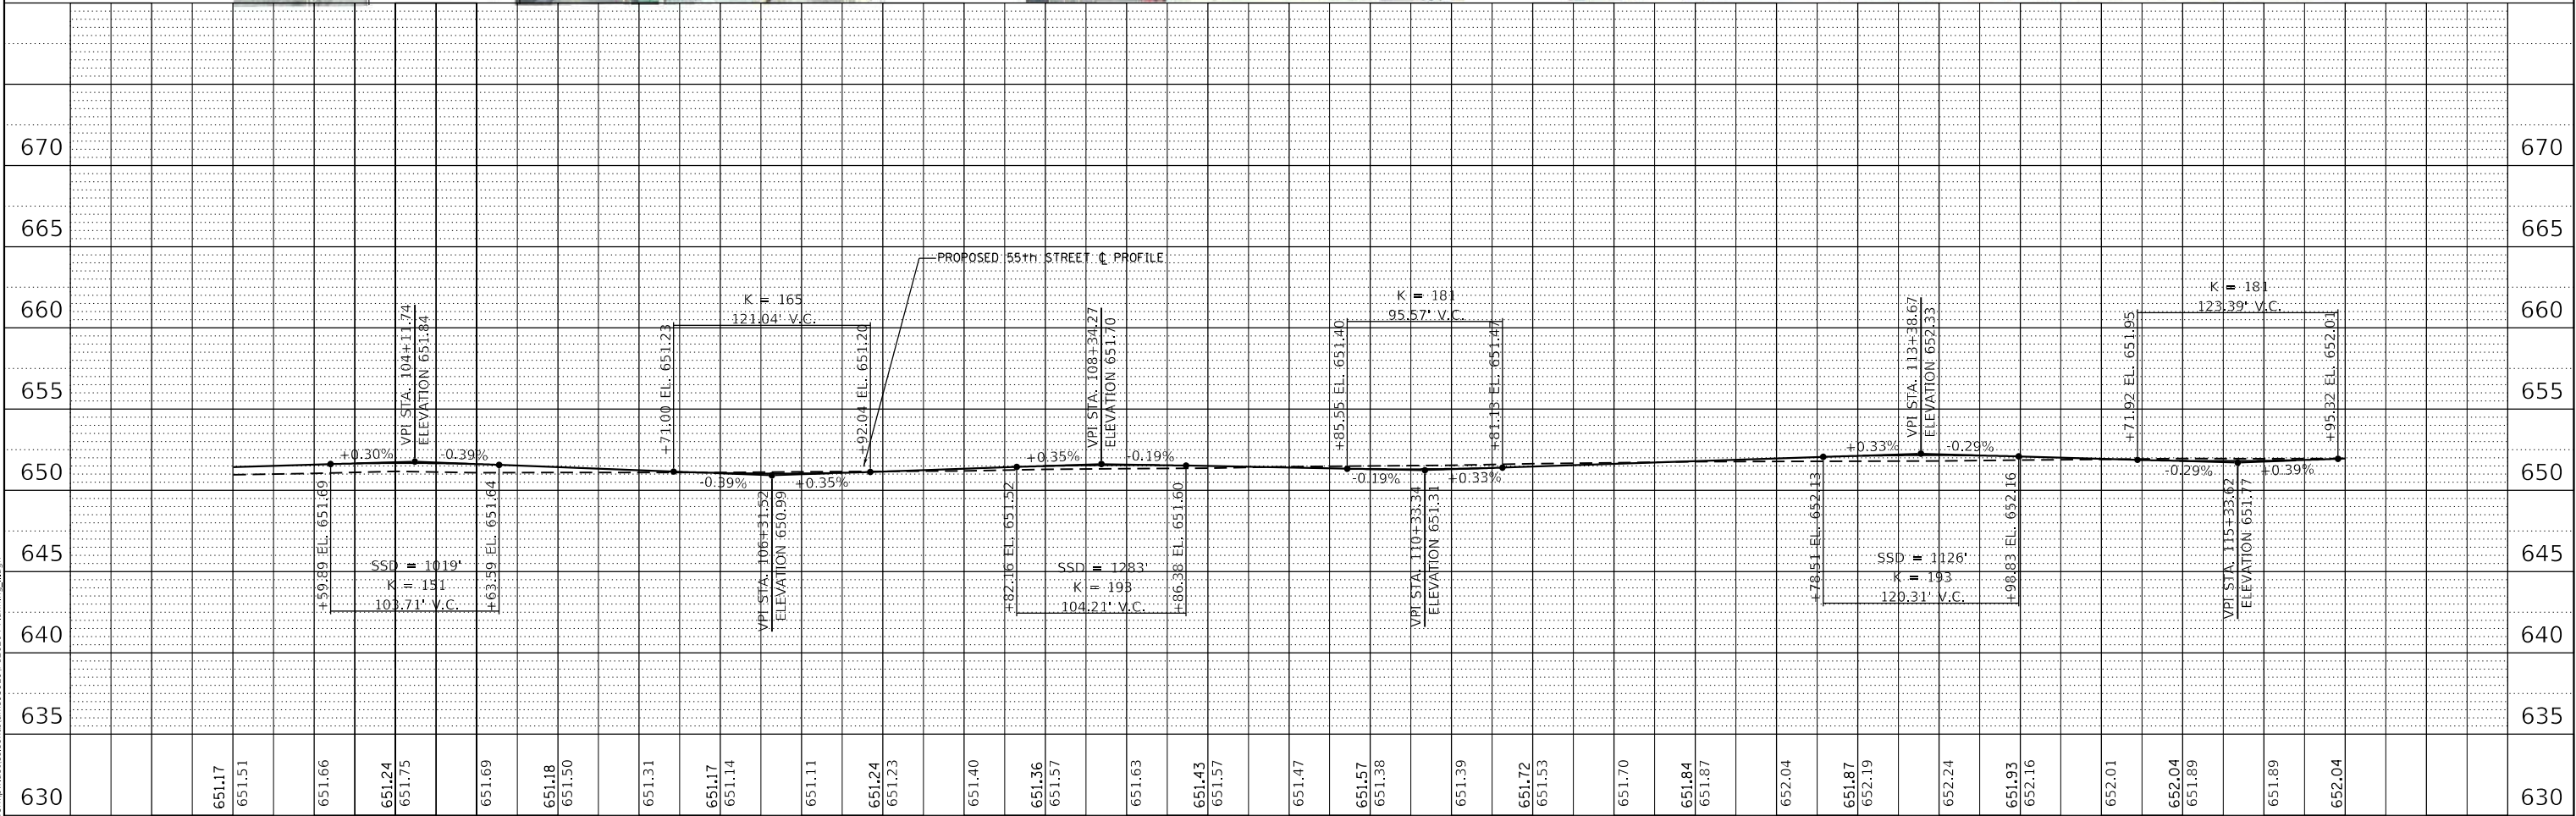 670
670
665
665
PROPOSED 55th STREET ℄ PROFILE
660
660
655
655
650
650
645
645
640
640
635
635
630
630
+59.89 EL. 651.69
+0.30%
VPI STA. 104+11.74
ELEVATION 651.84
-0.39%
+63.59 EL. 651.64
SSD = 1019'
K = 151
103.71' V.C.
K = 165
121.04' V.C.
+71.00 EL. 651.23
-0.39%
VPI STA. 106+31.52
ELEVATION 650.99
+0.35%
+92.04 EL. 651.20
+82.16 EL. 651.52
+0.35%
VPI STA. 108+34.27
ELEVATION 651.70
-0.19%
+86.38 EL. 651.60
SSD = 1283'
K = 193
104.21' V.C.
K = 181
95.57' V.C.
+85.55 EL. 651.40
-0.19%
VPI STA. 110+33.34
ELEVATION 651.31
+0.33%
+81.13 EL. 651.47
+78.51 EL. 652.13
+0.33%
VPI STA. 113+38.67
ELEVATION 652.33
-0.29%
+98.83 EL. 652.16
SSD = 1126'
K = 193
120.31' V.C.
K = 181
123.39' V.C.
+71.92 EL. 651.95
-0.29%
VPI STA. 115+33.62
ELEVATION 651.77
+0.39%
+95.32 EL. 652.01
651.17
651.51
651.66
651.24
651.75
651.69
651.18
651.50
651.31
651.17
651.14
651.11
651.24
651.23
651.40
651.36
651.57
651.63
651.43
651.57
651.47
651.57
651.38
651.39
651.72
651.53
651.70
651.84
651.87
652.04
651.87
652.19
652.24
651.93
652.16
652.01
652.04
651.89
651.89
652.04